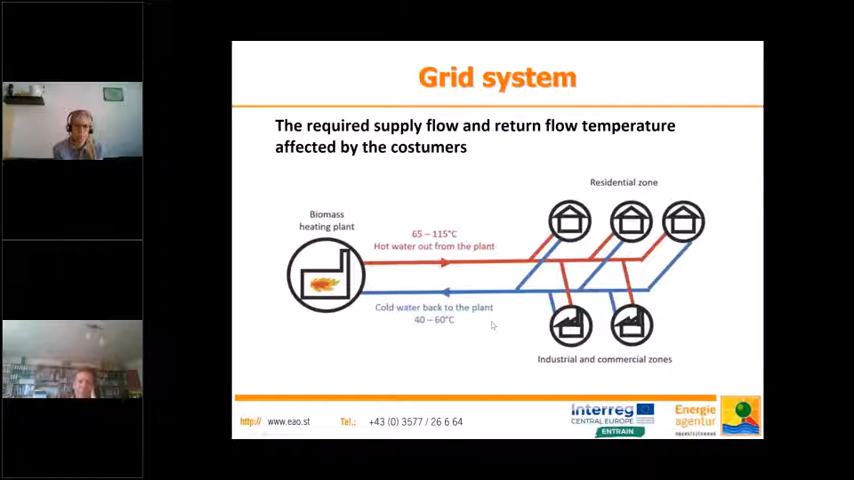 Grid system
The required supply flow and return flow temperature
affected by the costumers
Residential zone
Biomass
heating plant
65 – 115°C
Hot water out from the plant
Cold water back to the plant
40 – 60°C
Industrial and commercial zones
http:// www.eao.st Tel.: +43 (0) 3577 / 26 6 64
Interreg
CENTRAL EUROPE
ENTRAIN
Energie
agentur